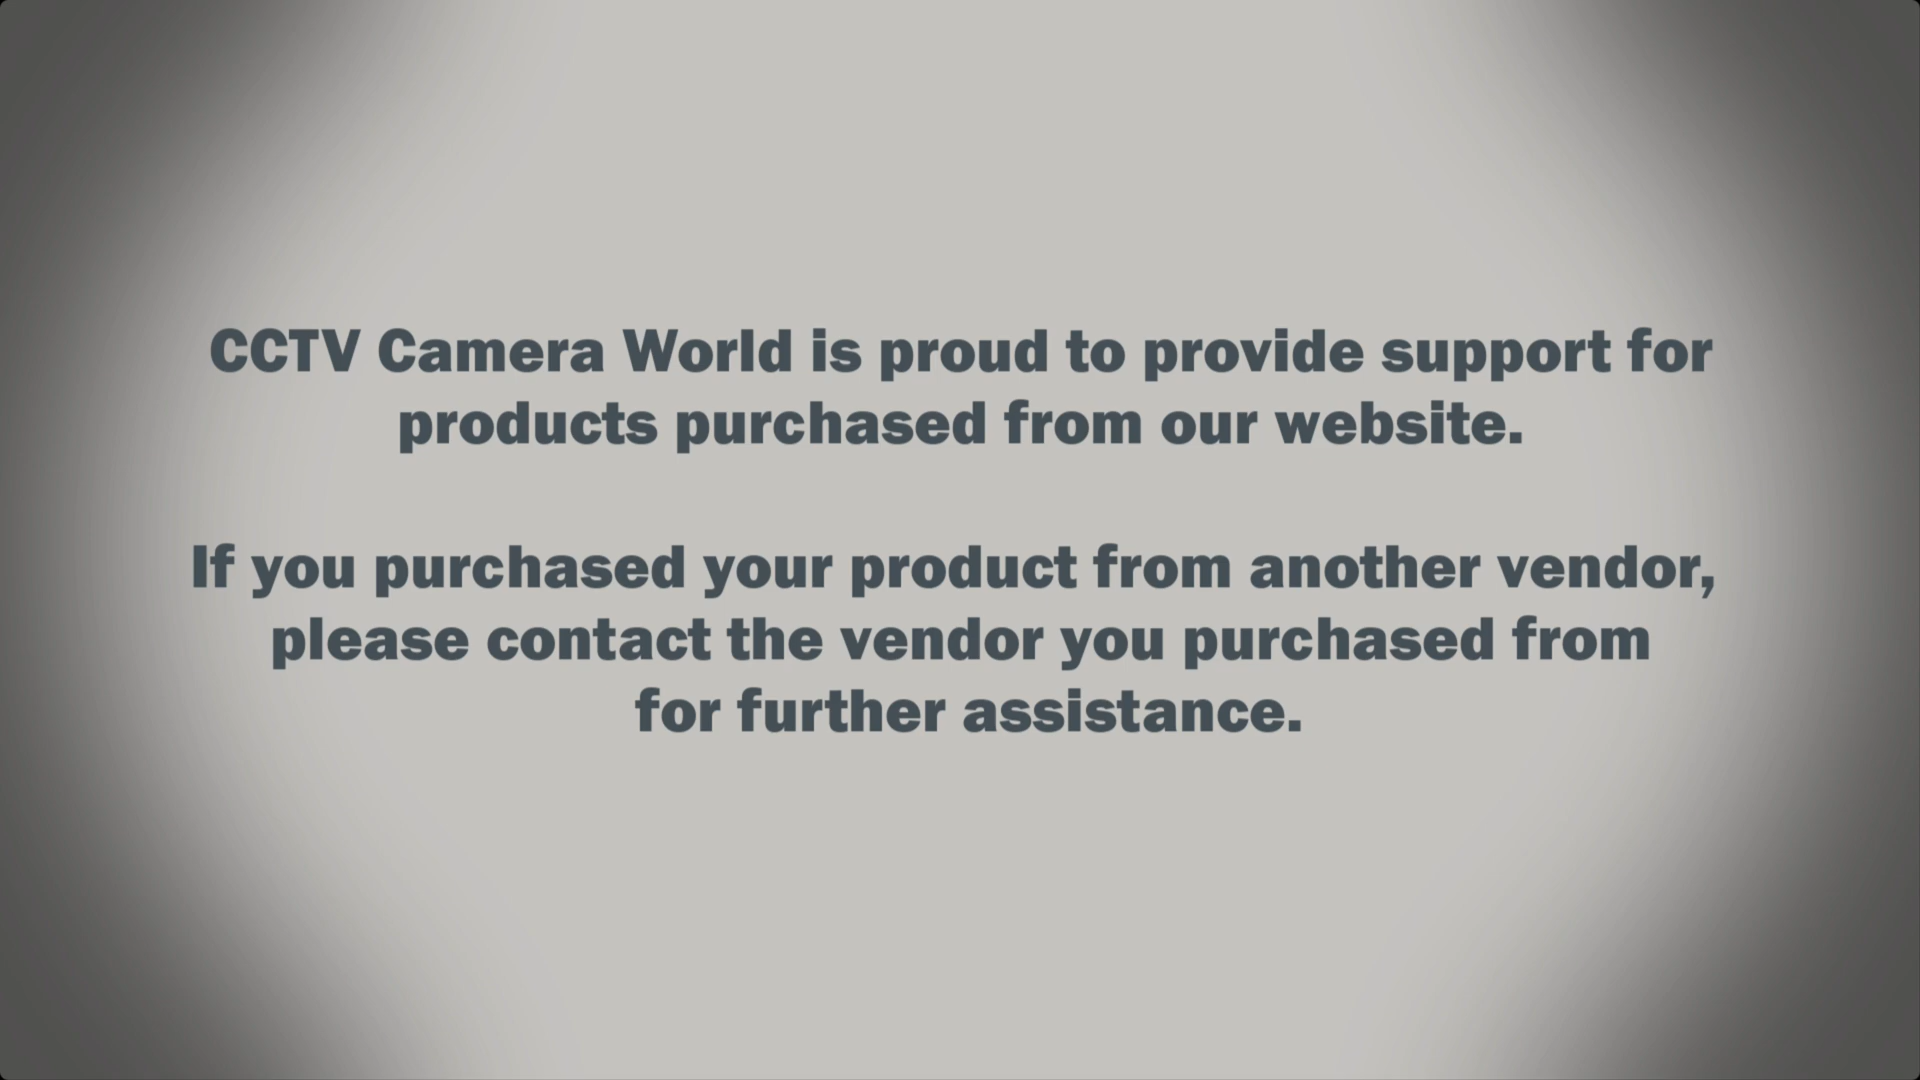 CCTV Camera World is proud to provide support for
products purchased from our website.
If you purchased your product from another vendor,
please contact the vendor you purchased from
for further assistance.